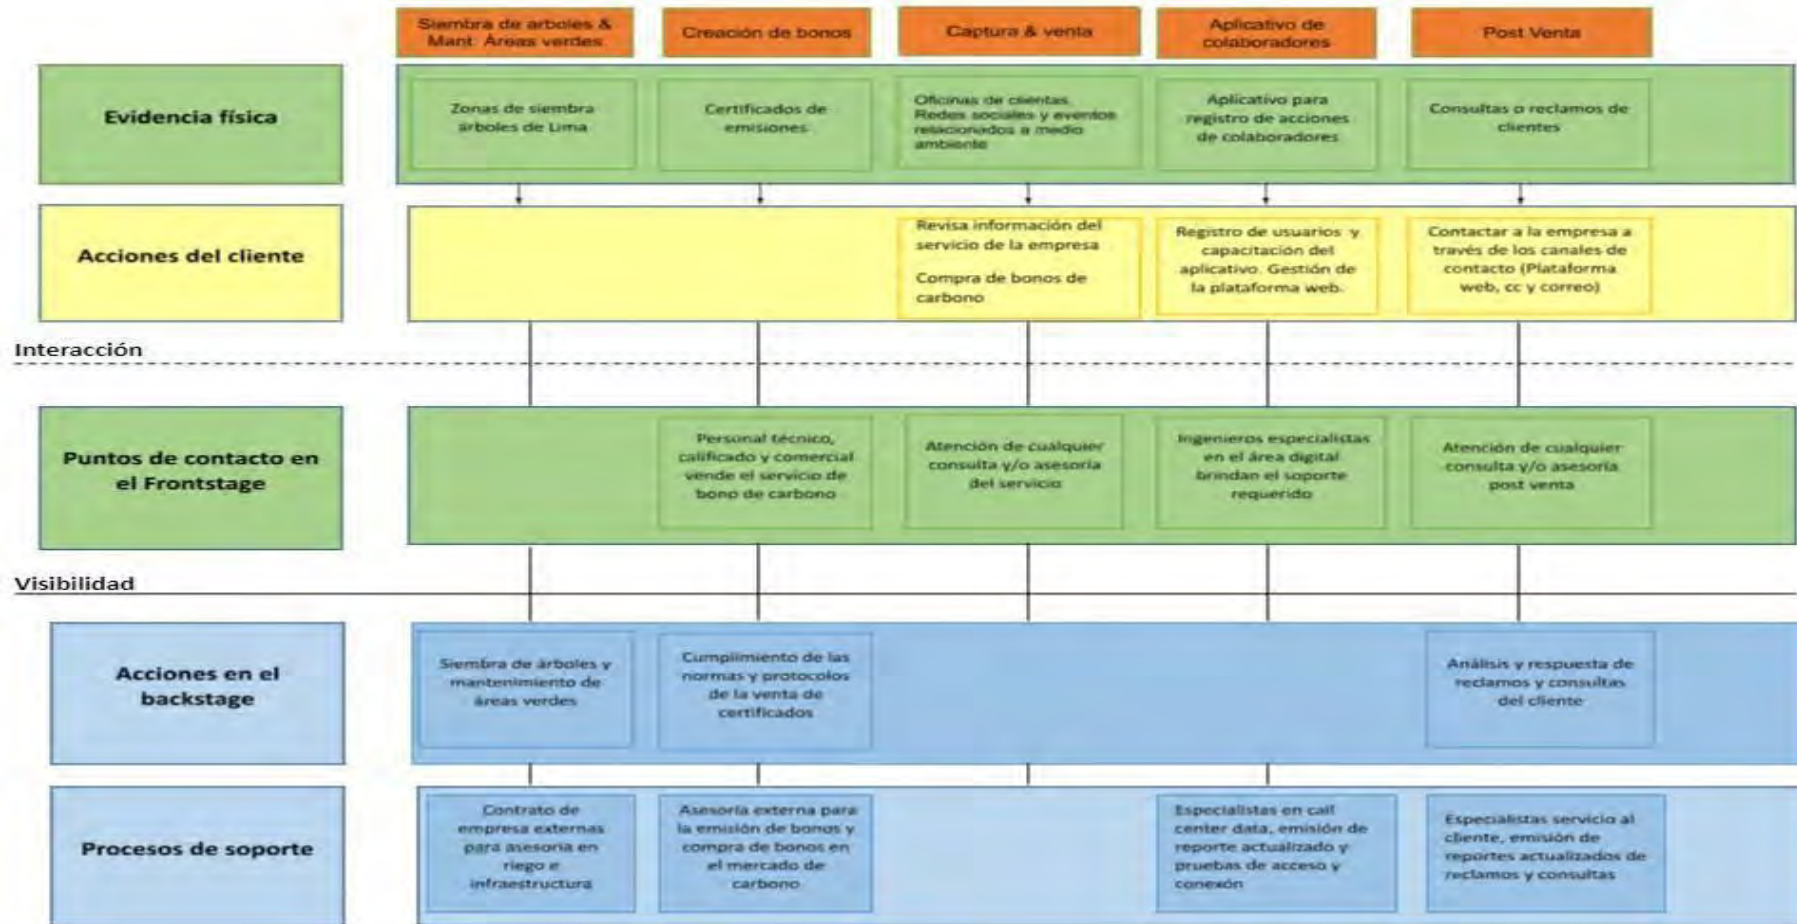 Siembra de arboles &
Mant. Áreas verdes
Creación de bonos
Captura & venta
Aplicativo de
colaboradores
Post Venta
Evidencia física
Zonas de siembra
árboles de Lima
Certificados de
emisiones
Oficinas de clientas.
Redes sociales y eventos
relacionados a medio
ambiente
Aplicativo para
registro de acciones
de colaboradores
Consultas o reclamos de
clientes
Acciones del cliente
Revisa información del
servicio de la empresa
Compra de bonos de
carbono
Registro de usuarios y
capacitación del
aplicativo. Gestión de
la plataforma web.
Contactar a la empresa a
través de los canales de
contacto (Plataforma
web, cc y correo)
Interacción
Puntos de contacto en
el Frontstage
Personal técnico,
calificado y comercial
vende el servicio de
bono de carbono
Atención de cualquier
consulta y/o asesoría
del servicio
Ingenieros especialistas
en el área digital
brindan el soporte
requerido
Atención de cualquier
consulta y/o asesoría
post venta
Visibilidad
Acciones en el
backstage
Siembra de árboles y
mantenimiento de
áreas verdes
Cumplimiento de las
normas y protocolos
de la venta de
certificados
Análisis y respuesta de
reclamos y consultas
del cliente
Procesos de soporte
Contrato de
empresa externas
para asesoría en
riego e
infraestructura
Asesoría externa para
la emisión de bonos y
compra de bonos en
el mercado de
carbono
Especialistas en call
center data, emisión de
reporte actualizado y
pruebas de acceso y
conexón
Especialistas servicio al
cliente, emisión de
reportes actualizados de
reclamos y consultas